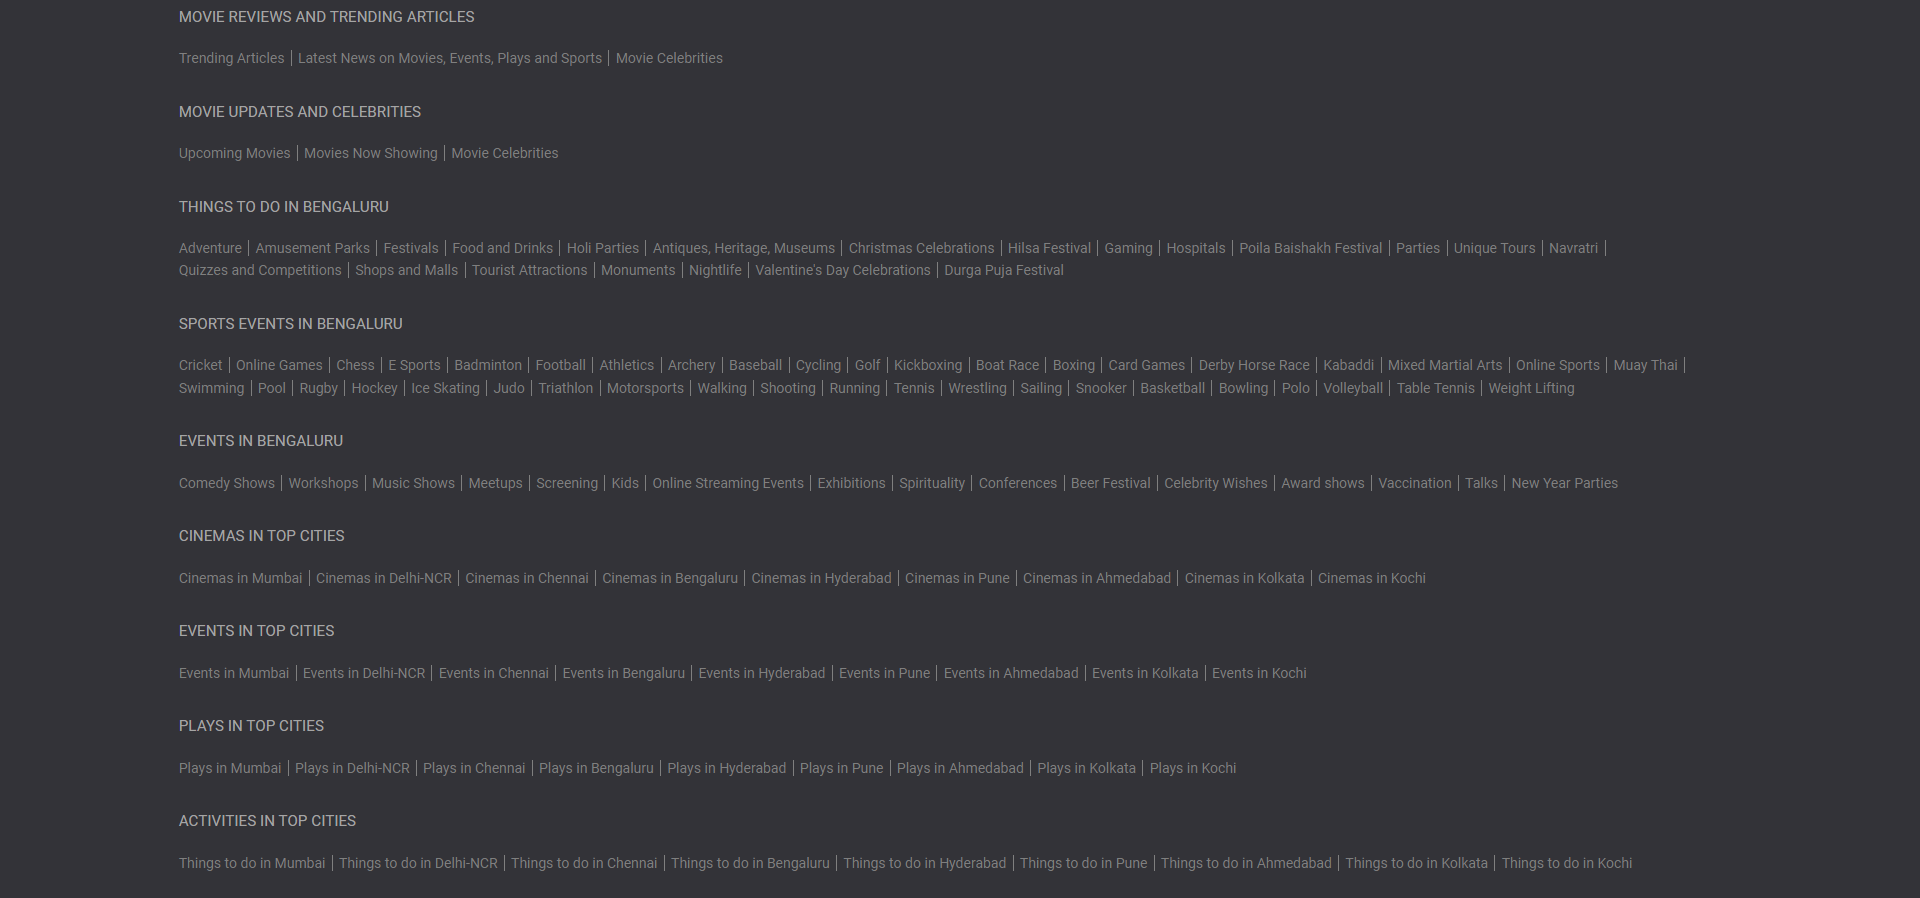 MOVIE REVIEWS AND TRENDING ARTICLES
Trending Articles | Latest News on Movies, Events, Plays and Sports | Movie Celebrities
MOVIE UPDATES AND CELEBRITIES
Upcoming Movies | Movies Now Showing | Movie Celebrities
THINGS TO DO IN BENGALURU
Adventure | Amusement Parks | Festivals | Food and Drinks | Holi Parties | Antiques, Heritage, Museums | Christmas Celebrations | Hilsa Festival | Gaming | Hospitals | Poila Baishakh Festival | Parties | Unique Tours | Navratri |
Quizzes and Competitions | Shops and Malls | Tourist Attractions | Monuments | Nightlife | Valentine's Day Celebrations | Durga Puja Festival
SPORTS EVENTS IN BENGALURU
Cricket | Online Games | Chess | E Sports | Badminton | Football | Athletics | Archery | Baseball | Cycling | Golf | Kickboxing | Boat Race | Boxing | Card Games | Derby Horse Race | Kabaddi | Mixed Martial Arts | Online Sports | Muay Thai |
Swimming | Pool | Rugby | Hockey | Ice Skating | Judo | Triathlon | Motorsports | Walking | Shooting | Running | Tennis | Wrestling | Sailing | Snooker | Basketball | Bowling | Polo | Volleyball | Table Tennis | Weight Lifting
EVENTS IN BENGALURU
Comedy Shows | Workshops | Music Shows | Meetups | Screening | Kids | Online Streaming Events | Exhibitions | Spirituality | Conferences | Beer Festival | Celebrity Wishes | Award shows | Vaccination | Talks | New Year Parties
CINEMAS IN TOP CITIES
Cinemas in Mumbai | Cinemas in Delhi-NCR | Cinemas in Chennai | Cinemas in Bengaluru | Cinemas in Hyderabad | Cinemas in Pune | Cinemas in Ahmedabad | Cinemas in Kolkata | Cinemas in Kochi
EVENTS IN TOP CITIES
Events in Mumbai | Events in Delhi-NCR | Events in Chennai | Events in Bengaluru | Events in Hyderabad | Events in Pune | Events in Ahmedabad | Events in Kolkata | Events in Kochi
PLAYS IN TOP CITIES
Plays in Mumbai | Plays in Delhi-NCR | Plays in Chennai | Plays in Bengaluru | Plays in Hyderabad | Plays in Pune | Plays in Ahmedabad | Plays in Kolkata | Plays in Kochi
ACTIVITIES IN TOP CITIES
Things to do in Mumbai | Things to do in Delhi-NCR | Things to do in Chennai | Things to do in Bengaluru | Things to do in Hyderabad | Things to do in Pune | Things to do in Ahmedabad | Things to do in Kolkata | Things to do in Kochi